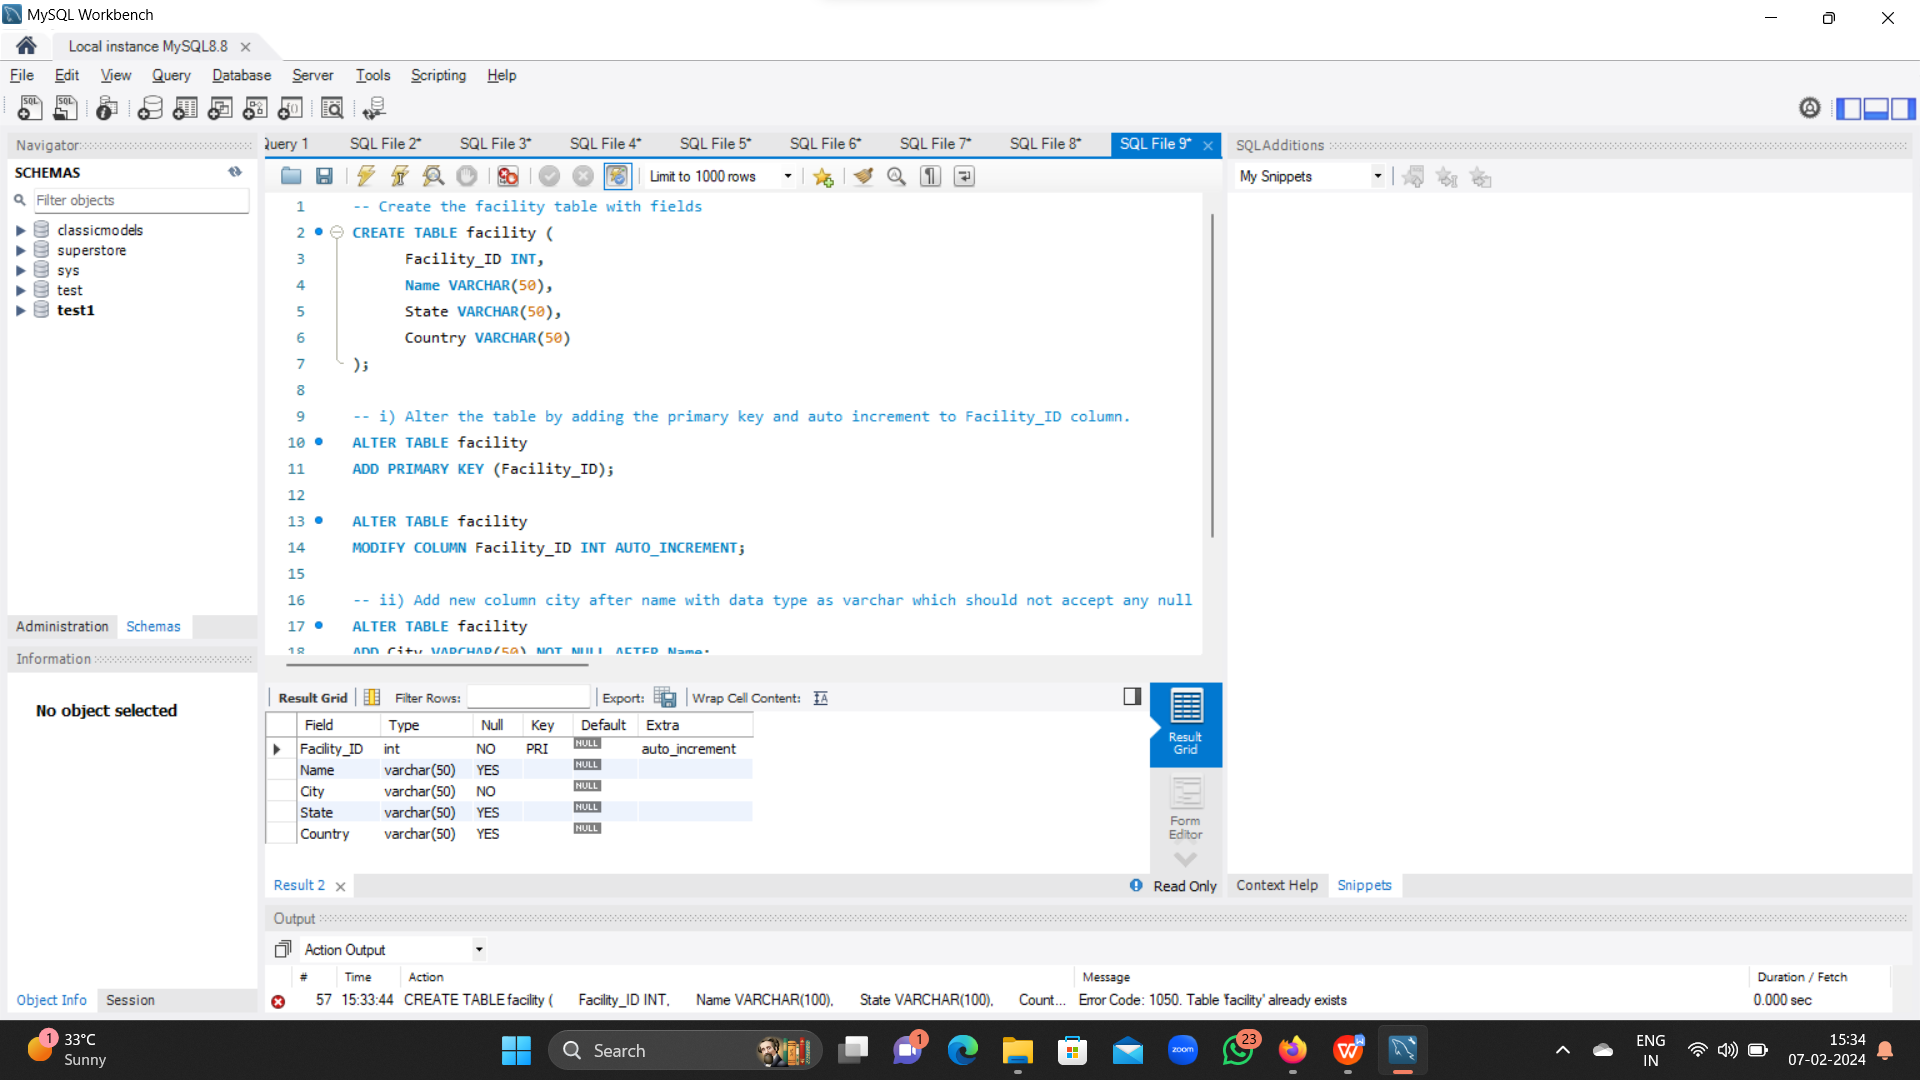 MySQL Workbench
Local instance MySQL8.8
File Edit View Query Database Server Tools Scripting Help
Navigator
SCHEMAS
Filter objects
classicmodels
superstore
sys
test
test1
Administration Schemas
Information
No object selected
Object Info Session
Query 1 SQL File 2* SQL File 3* SQL File 4* SQL File 5* SQL File 6* SQL File 7* SQL File 8* SQL File 9*
Limit to 1000 rows
1 -- Create the facility table with fields
2 CREATE TABLE facility (
3 Facility_ID INT,
4 Name VARCHAR(50),
5 State VARCHAR(50),
6 Country VARCHAR(50)
7 );
8
9 -- i) Alter the table by adding the primary key and auto increment to Facility_ID column.
10 ALTER TABLE facility
11 ADD PRIMARY KEY (Facility_ID);
12
13 ALTER TABLE facility
14 MODIFY COLUMN Facility_ID INT AUTO_INCREMENT;
15
16 -- ii) Add new column city after name with data type as varchar which should not accept any null
17 ALTER TABLE facility
18 ADD City VARCHAR(50) NOT NULL AFTER Name;
Result Grid Filter Rows: Export: Wrap Cell Content:
Field Type Null Key Default Extra
Facility_ID int NO PRI NULL auto_increment
Name varchar(50) YES NULL
City varchar(50) NO NULL
State varchar(50) YES NULL
Country varchar(50) YES NULL
Result
Grid
Form
Editor
Result 2
Read Only
SQLAdditions
My Snippets
Context Help Snippets
Output
Action Output
# Time Action Message Duration / Fetch
57 15:33:44 CREATE TABLE facility ( Facility_ID INT, Name VARCHAR(100), State VARCHAR(100), Count... Error Code: 1050. Table 'facility' already exists 0.000 sec
1
33°C
Sunny
Search
1
zoom
23
W
ENG
IN
15:34
07-02-2024